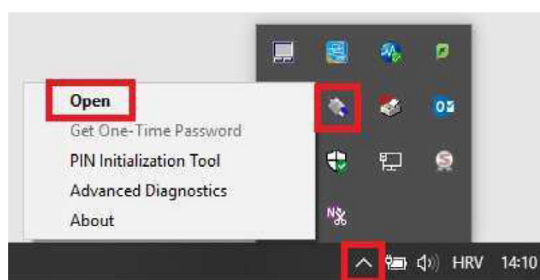 Open
Get One-Time Password
PIN Initialization Tool
Advanced Diagnostics
About
HRV 14:10